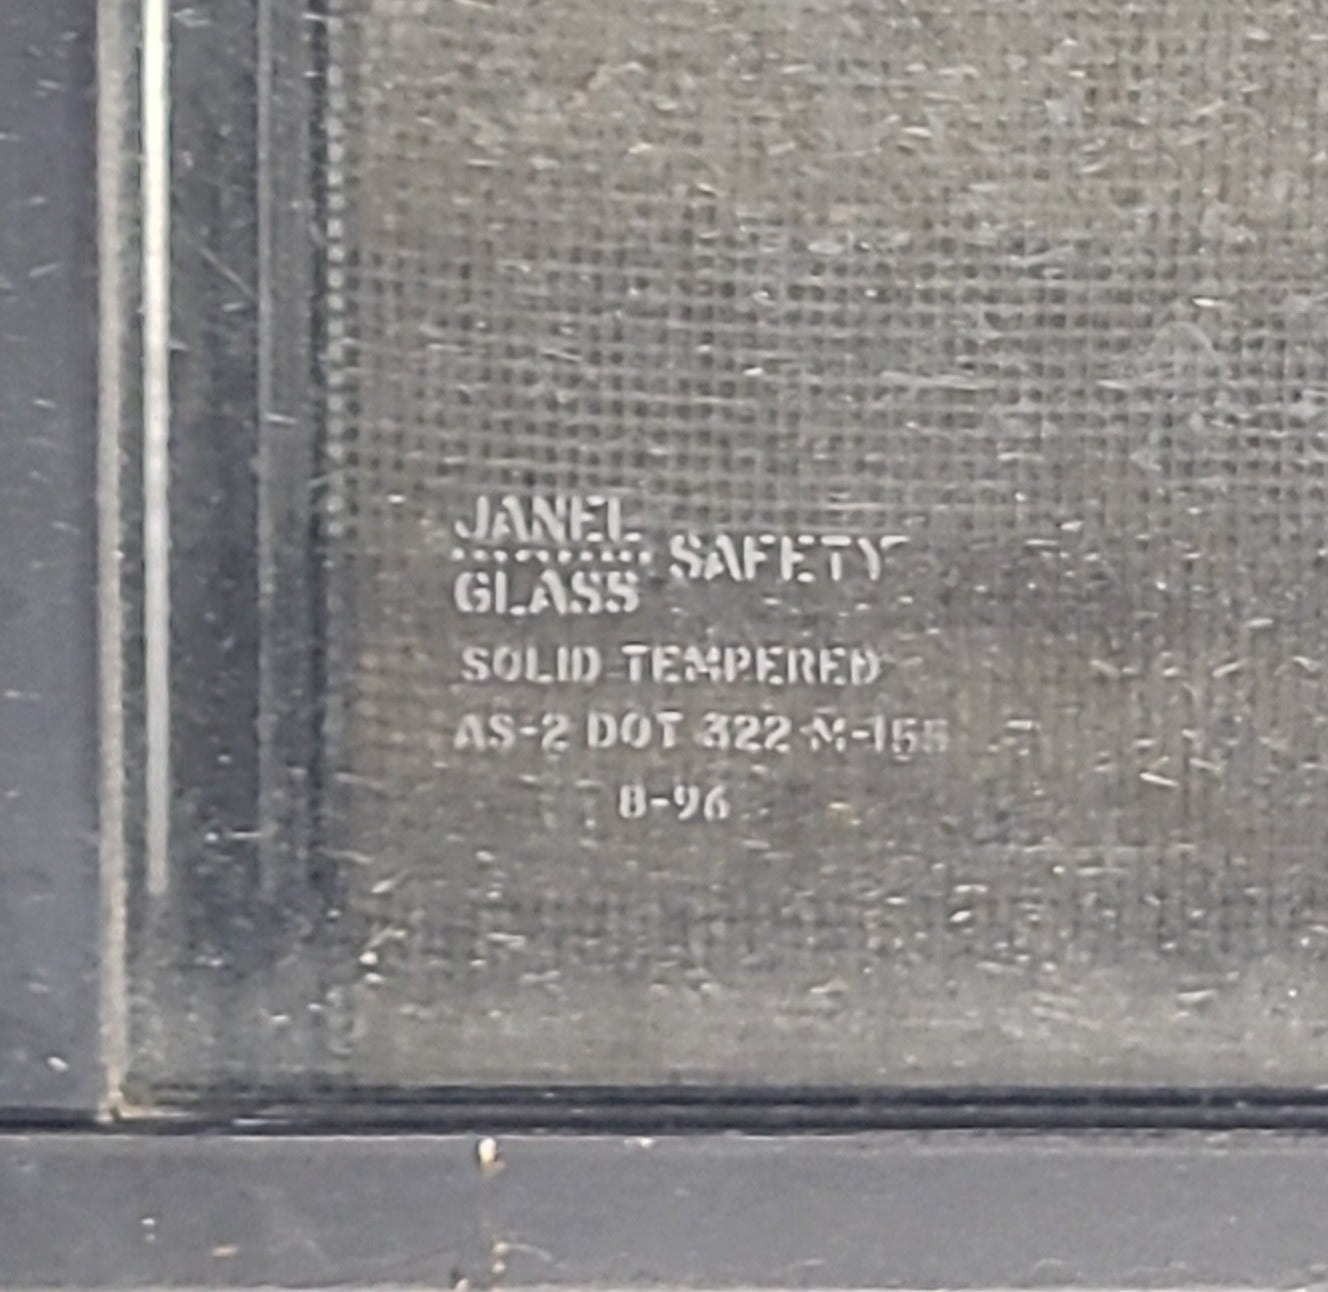 JANEL
GLASS SAFETY
SOLID TEMPERED
AS-2 DOT 322 M-155
8-96